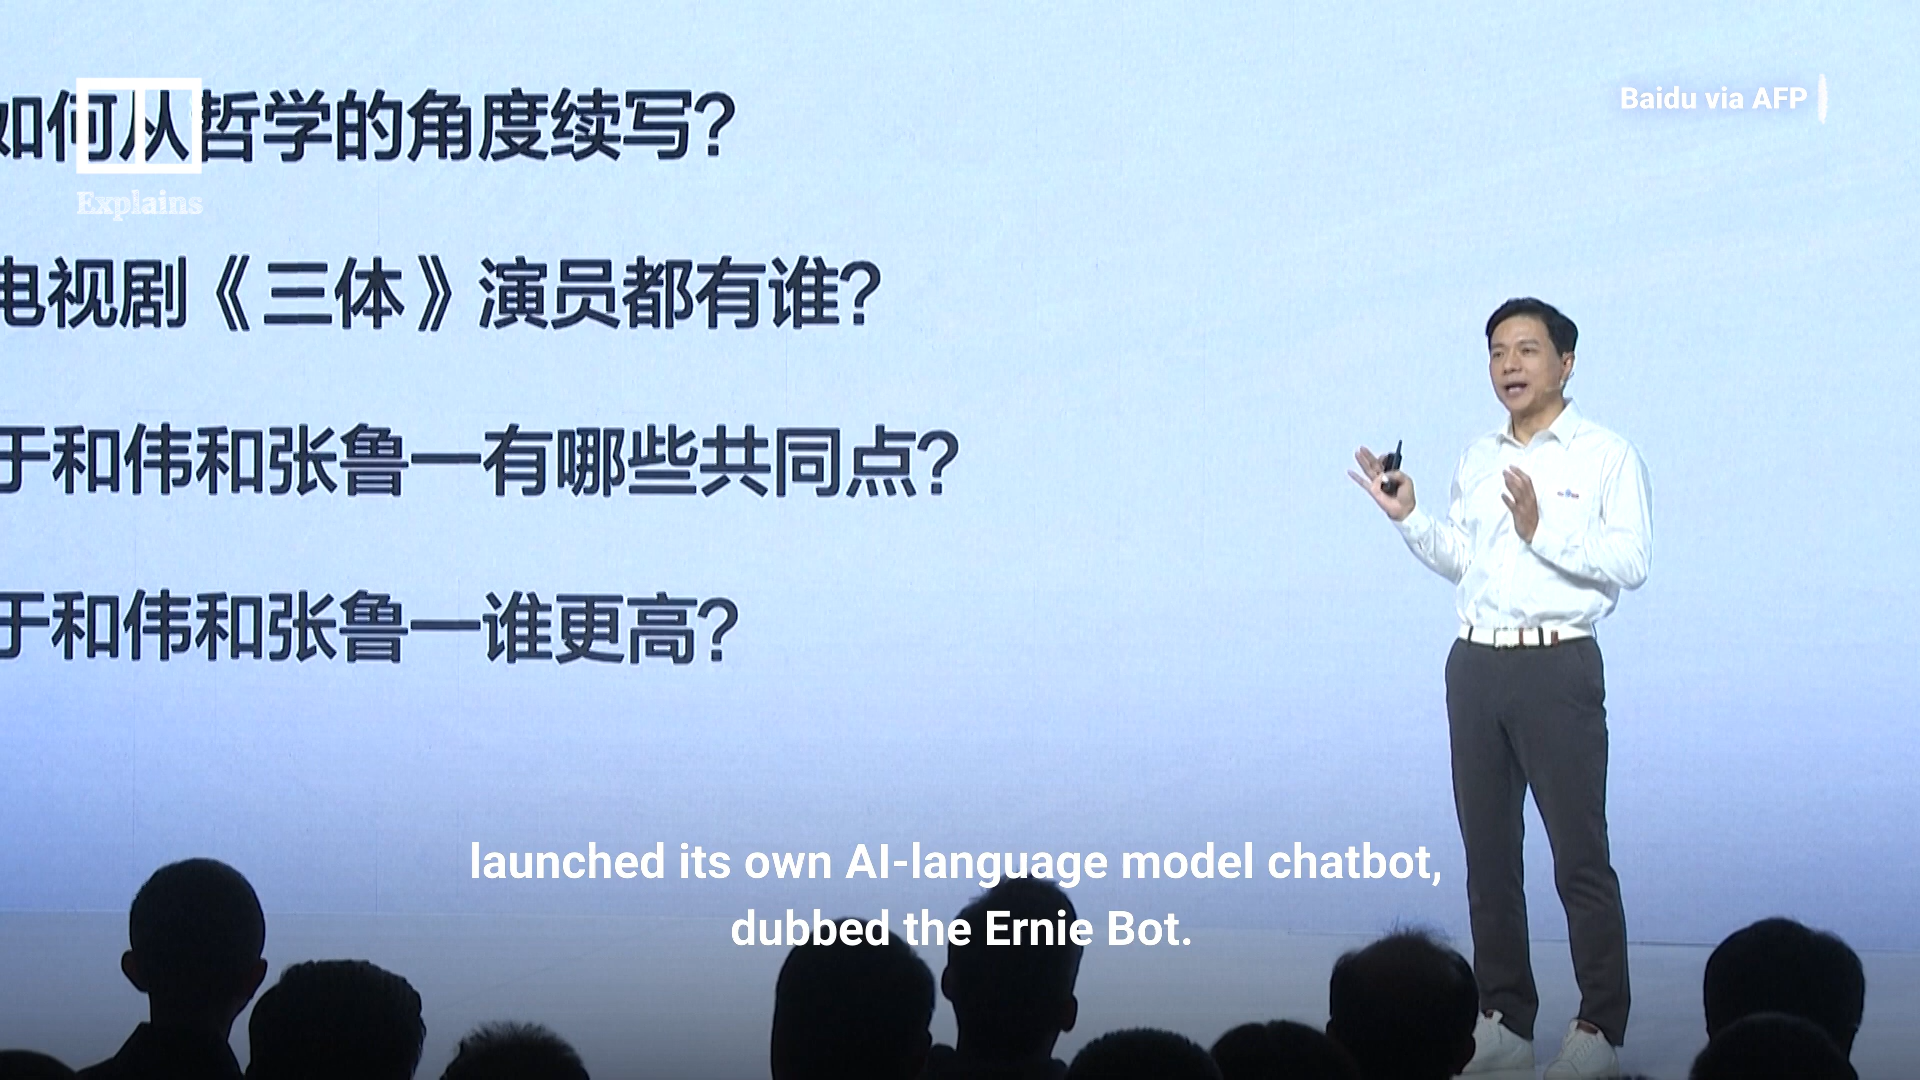 如何从哲学的角度续写?
Baidu via AFP
Explains
电视剧《三体》演员都有谁?
于和伟和张鲁一有哪些共同点?
于和伟和张鲁一谁更高?
launched its own AI-language model chatbot,
dubbed the Ernie Bot.